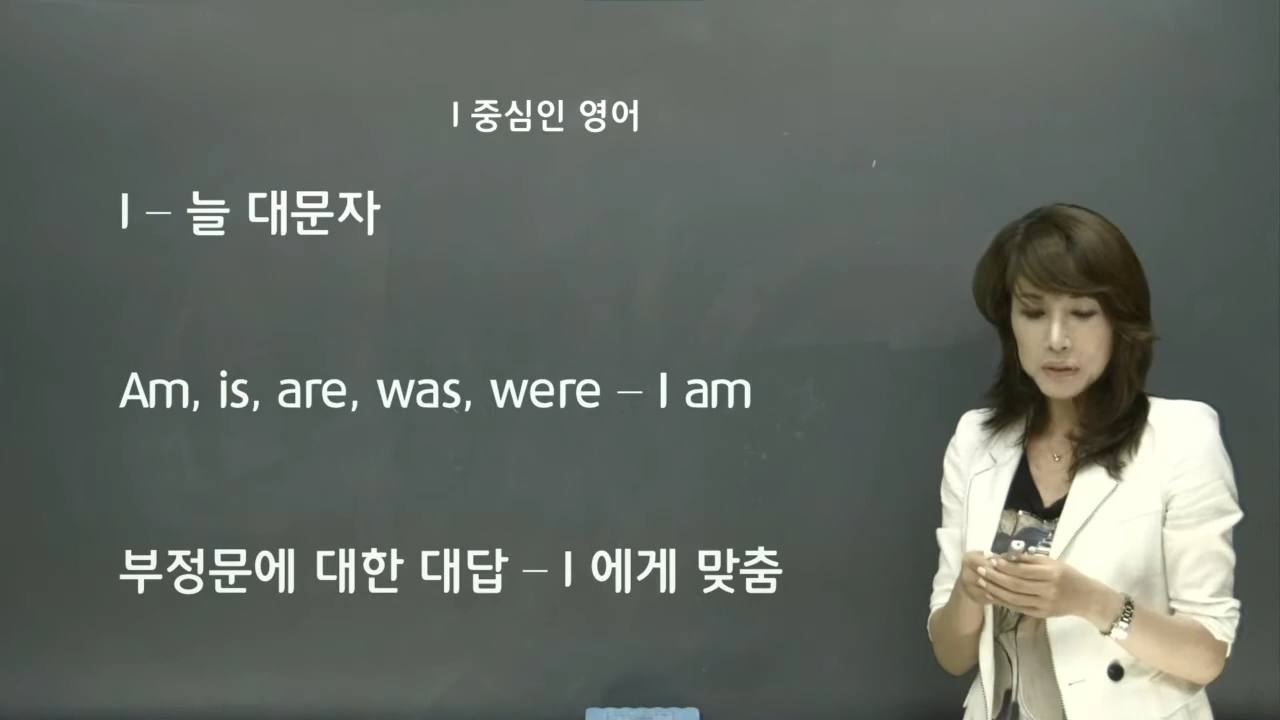 I 중심인 영어
I – 늘 대문자
Am, is, are, was, were – I am
부정문에 대한 대답 – I 에게 맞춤